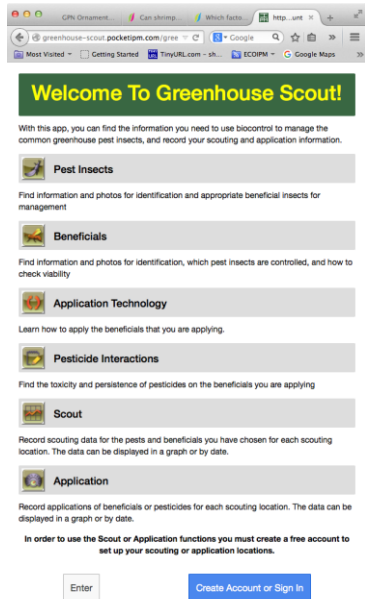 GPN Ornament...
Can shrimp...
Which facto...
http...unt
greenhouse-scout.pocketipm.com/gree
Google
Most Visited
Getting Started
TinyURL.com - sh...
ECOIPM
Google Maps
Welcome To Greenhouse Scout!
With this app, you can find the information you need to use biocontrol to manage the
common greenhouse pest insects, and record your scouting and application information.
Pest Insects
Find information and photos for identification and appropriate beneficial insects for
management
Beneficials
Find information and photos for identification, which pest insects are controlled, and how to
check viability
Application Technology
Learn how to apply the beneficials that you are applying.
Pesticide Interactions
Find the toxicity and persistence of pesticides on the beneficials you are applying
Scout
Record scouting data for the pests and beneficials you have chosen for each scouting
location. The data can be displayed in a graph or by date.
Application
Record applications of beneficials or pesticides for each scouting location. The data can be
displayed in a graph or by date.
In order to use the Scout or Application functions you must create a free account to
set up your scouting or application locations.
Enter
Create Account or Sign In